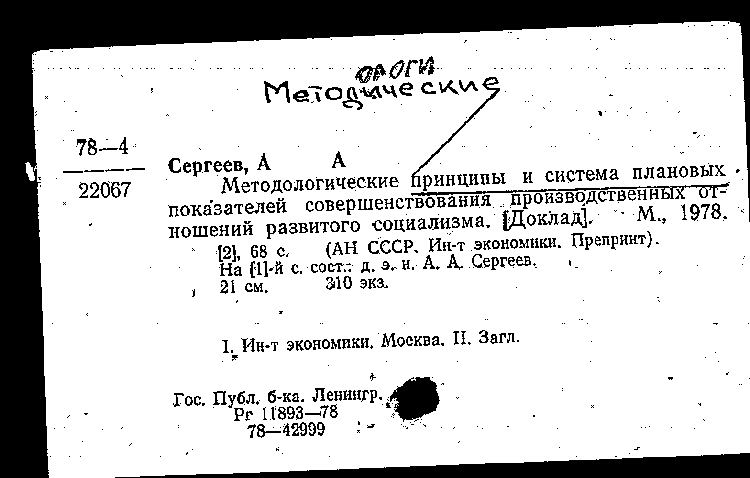 ологи
Методические
78—4
22067
Сергеев, А А
Методологические принципы и система плановых
показателей совершенствования производственных от-
ношений развитого социализма. [Доклад]. М., 1978.
[2], 68 с. (АН СССР. Ин-т экономики. Препринт).
На [1]-й с. сост.: д. э. н. А. А. Сергеев.
21 см. 310 экз.
I. Ин-т экономики. Москва. II. Загл.
Гос. Публ. б-ка. Ленингр.
Pr 11893—78
78—42999